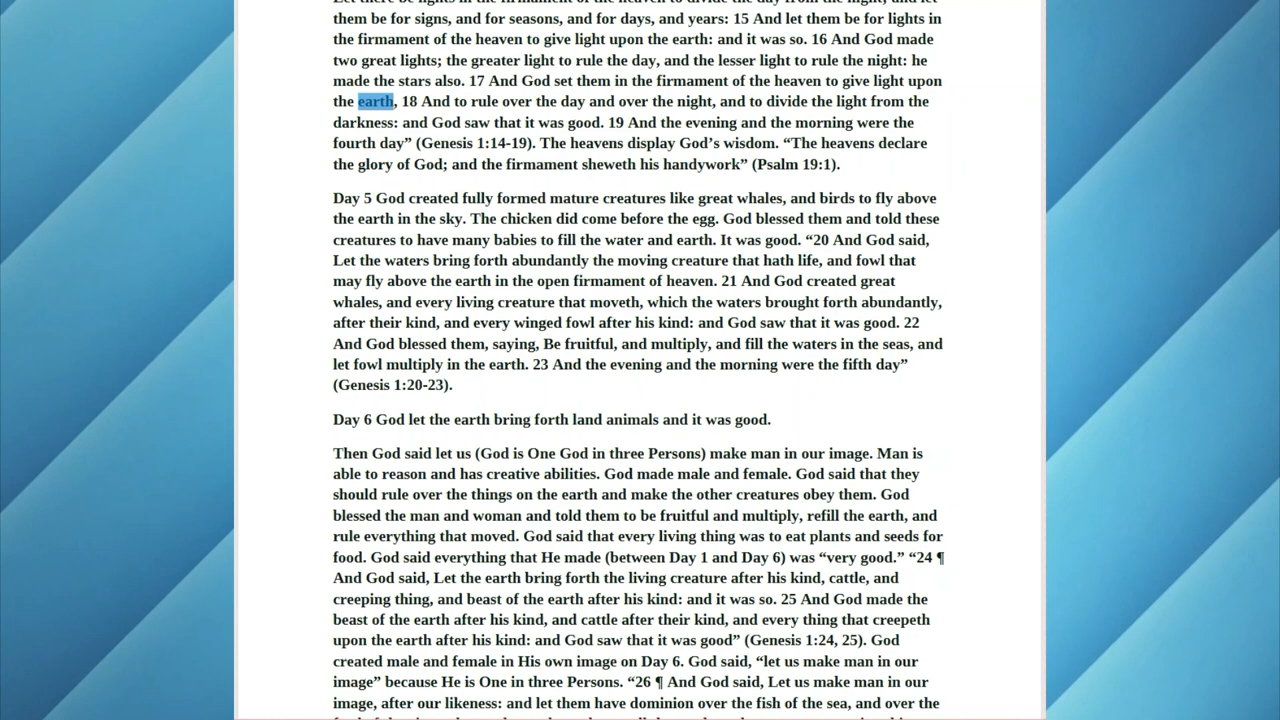 Let there be lights in the firmament of the heaven to divide the day from the night; and let
them be for signs, and for seasons, and for days, and years: 15 And let them be for lights in
the firmament of the heaven to give light upon the earth: and it was so. 16 And God made
two great lights; the greater light to rule the day, and the lesser light to rule the night: he
made the stars also. 17 And God set them in the firmament of the heaven to give light upon
the earth, 18 And to rule over the day and over the night, and to divide the light from the
darkness: and God saw that it was good. 19 And the evening and the morning were the
fourth day” (Genesis 1:14-19). The heavens display God’s wisdom. “The heavens declare
the glory of God; and the firmament sheweth his handywork” (Psalm 19:1).
Day 5 God created fully formed mature creatures like great whales, and birds to fly above
the earth in the sky. The chicken did come before the egg. God blessed them and told these
creatures to have many babies to fill the water and earth. It was good. “20 And God said,
Let the waters bring forth abundantly the moving creature that hath life, and fowl that
may fly above the earth in the open firmament of heaven. 21 And God created great
whales, and every living creature that moveth, which the waters brought forth abundantly,
after their kind, and every winged fowl after his kind: and God saw that it was good. 22
And God blessed them, saying, Be fruitful, and multiply, and fill the waters in the seas, and
let fowl multiply in the earth. 23 And the evening and the morning were the fifth day”
(Genesis 1:20-23).
Day 6 God let the earth bring forth land animals and it was good.
Then God said let us (God is One God in three Persons) make man in our image. Man is
able to reason and has creative abilities. God made male and female. God said that they
should rule over the things on the earth and make the other creatures obey them. God
blessed the man and woman and told them to be fruitful and multiply, refill the earth, and
rule everything that moved. God said that every living thing was to eat plants and seeds for
food. God said everything that He made (between Day 1 and Day 6) was “very good.” “24 ¶
And God said, Let the earth bring forth the living creature after his kind, cattle, and
creeping thing, and beast of the earth after his kind: and it was so. 25 And God made the
beast of the earth after his kind, and cattle after their kind, and every thing that creepeth
upon the earth after his kind: and God saw that it was good” (Genesis 1:24, 25). God
created male and female in His own image on Day 6. God said, “let us make man in our
image” because He is One in three Persons. “26 ¶ And God said, Let us make man in our
image, after our likeness: and let them have dominion over the fish of the sea, and over the